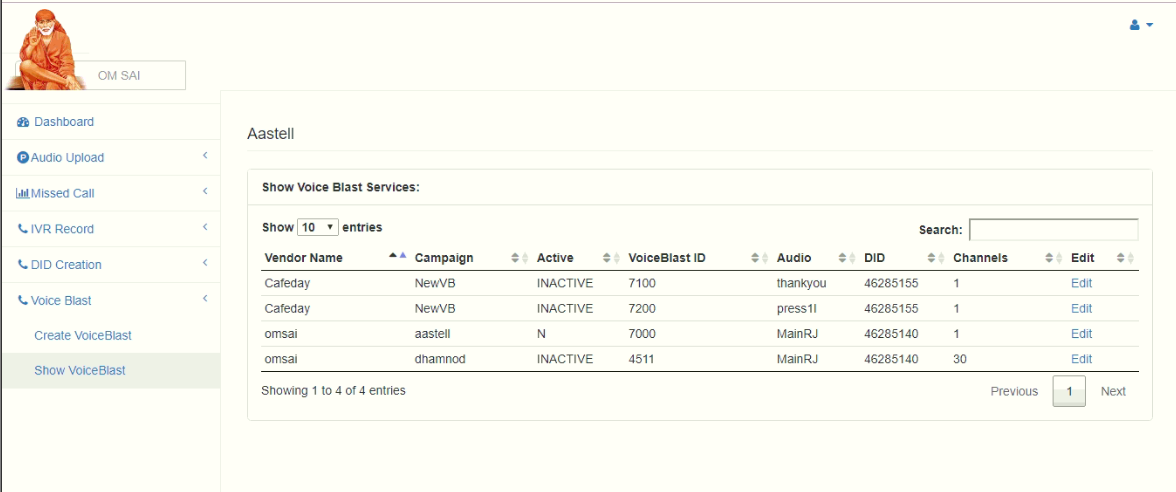 OM SAI
Dashboard
Audio Upload
Missed Call
IVR Record
DID Creation
Voice Blast
Create VoiceBlast
Show VoiceBlast
Aastell
Show Voice Blast Services:
Show 10 entries
Search:
Vendor Name Campaign Active VoiceBlast ID Audio DID Channels Edit
Cafeday NewVB INACTIVE 7100 thankyou 46285155 1 Edit
Cafeday NewVB INACTIVE 7200 press1l 46285155 1 Edit
omsai aastell N 7000 MainRJ 46285140 1 Edit
omsai dhamnod INACTIVE 4511 MainRJ 46285140 30 Edit
Showing 1 to 4 of 4 entries
Previous 1 Next